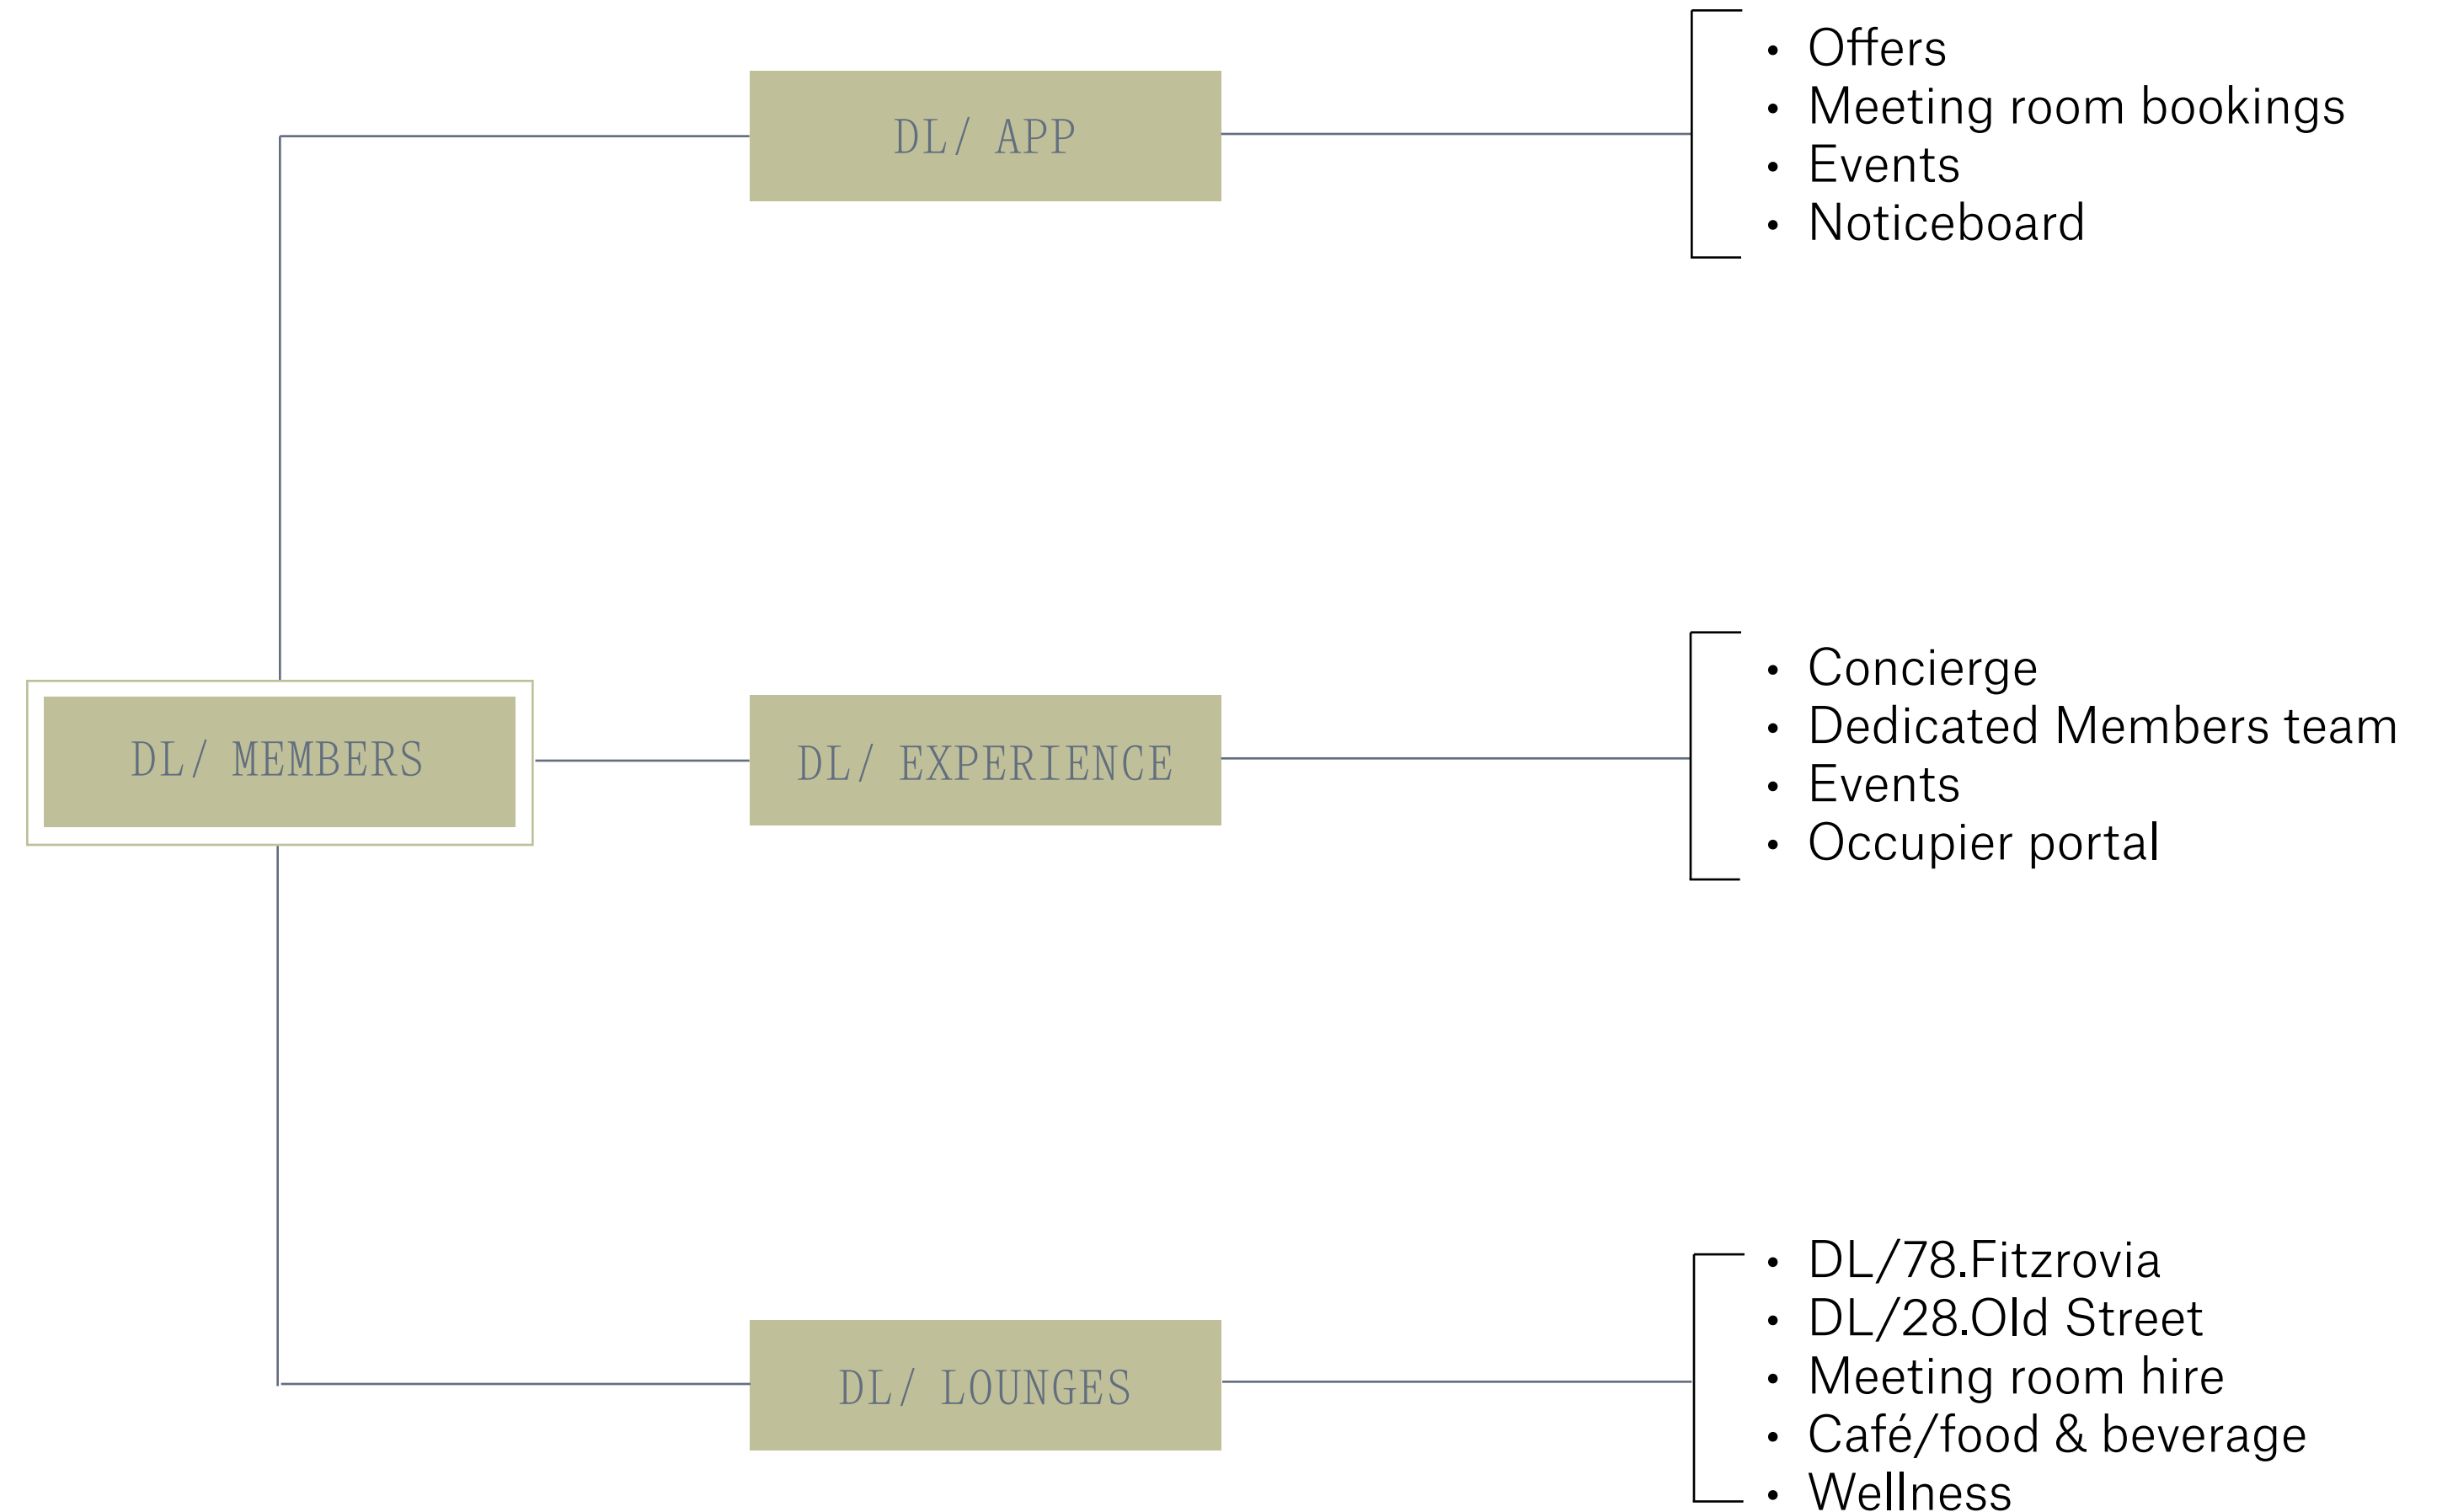 DL/ APP
• Offers
• Meeting room bookings
• Events
• Noticeboard
DL/ MEMBERS
DL/ EXPERIENCE
• Concierge
• Dedicated Members team
• Events
• Occupier portal
DL/ LOUNGES
• DL/78.Fitzrovia
• DL/28.Old Street
• Meeting room hire
• Café/food & beverage
• Wellness